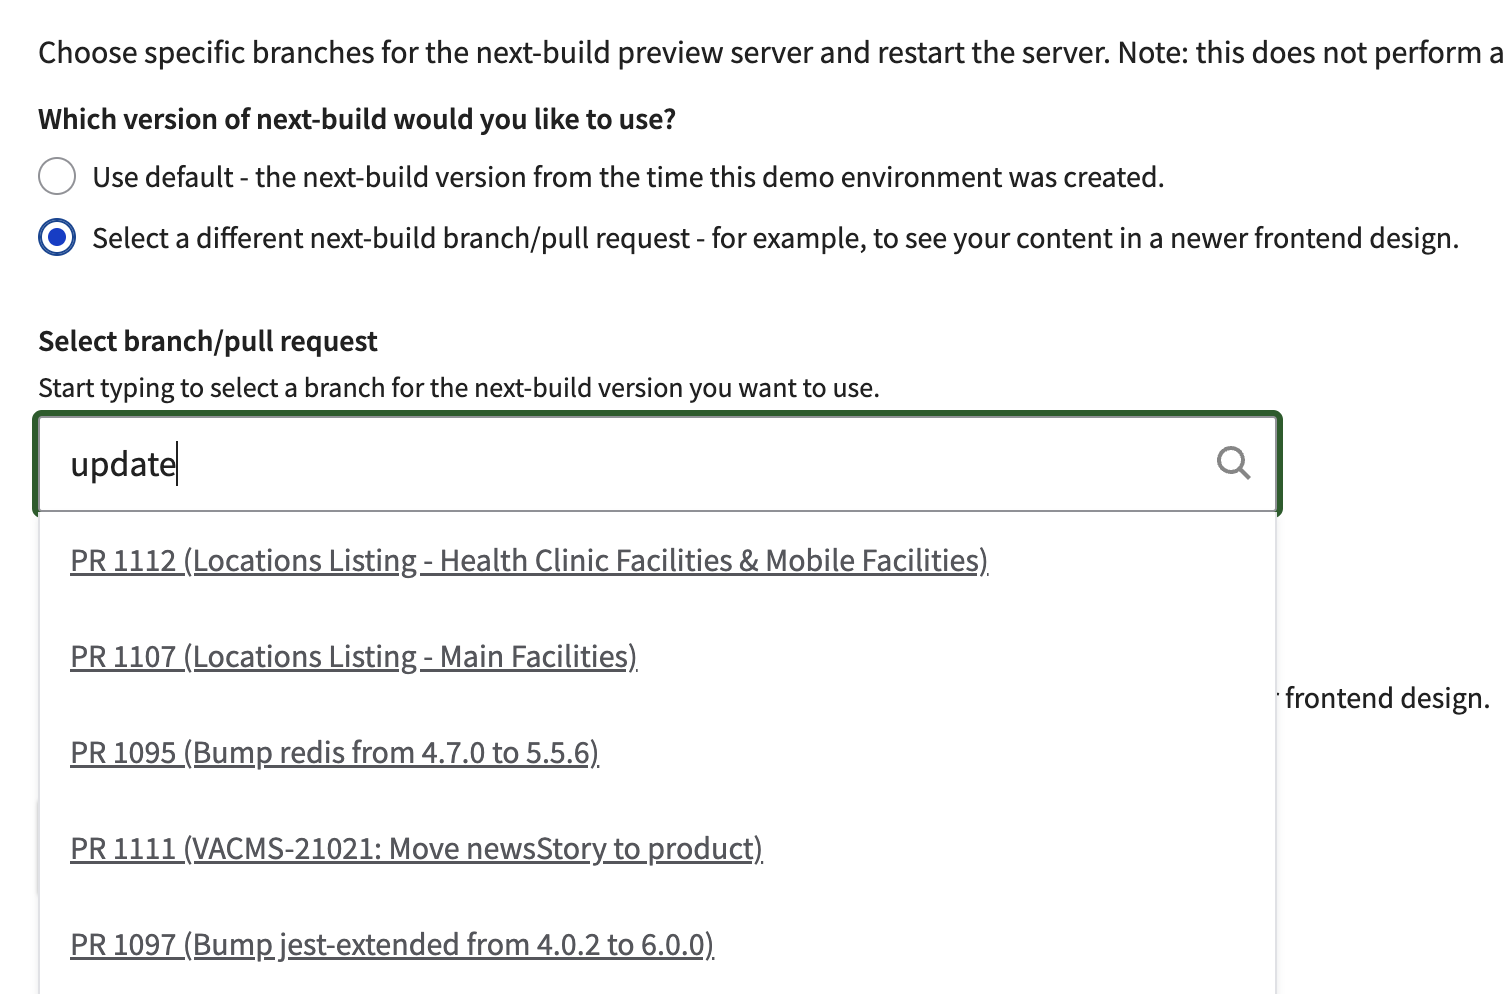 Choose specific branches for the next-build preview server and restart the server. Note: this does not perform a
Which version of next-build would you like to use?
Use default - the next-build version from the time this demo environment was created.
Select a different next-build branch/pull request - for example, to see your content in a newer frontend design.
Select branch/pull request
Start typing to select a branch for the next-build version you want to use.
update
PR 1112 (Locations Listing - Health Clinic Facilities & Mobile Facilities)
PR 1107 (Locations Listing - Main Facilities)
frontend design.
PR 1095 (Bump redis from 4.7.0 to 5.5.6)
PR 1111 (VACMS-21021: Move newsStory to product)
PR 1097 (Bump jest-extended from 4.0.2 to 6.0.0)